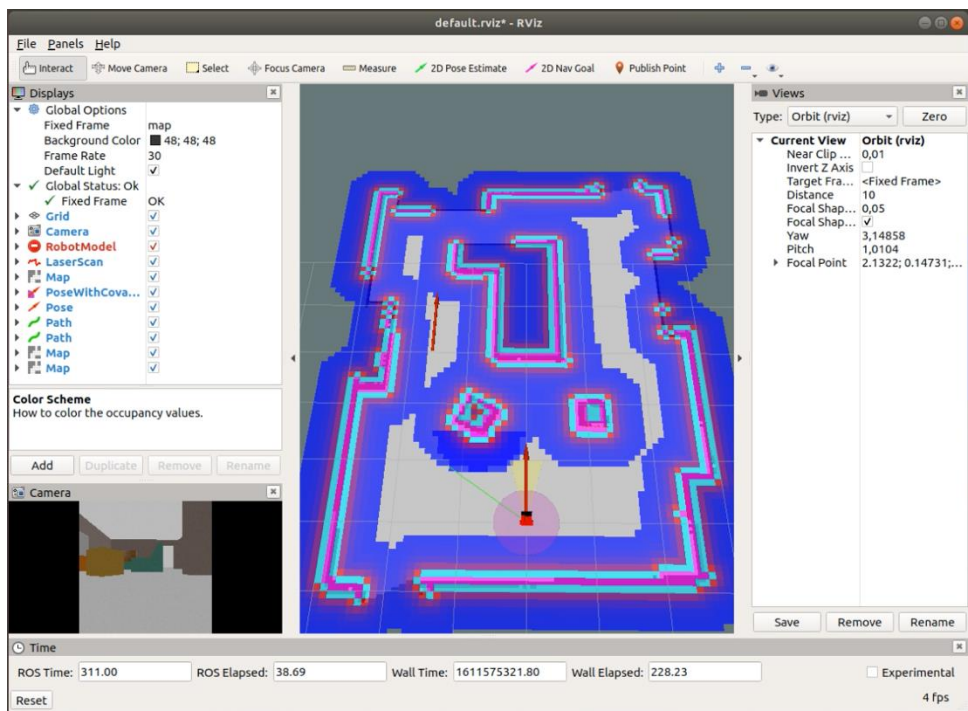 default.rviz* - RViz
File Panels Help
Interact Move Camera Select Focus Camera Measure 2D Pose Estimate 2D Nav Goal Publish Point
Displays
Global Options
Fixed Frame map
Background Color 48; 48; 48
Frame Rate 30
Default Light
Global Status: Ok
Fixed Frame OK
Grid
Camera
RobotModel
LaserScan
Map
PoseWithCova...
Pose
Path
Path
Map
Map
Color Scheme
How to color the occupancy values.
Add Duplicate Remove Rename
Camera
Views
Type: Orbit (rviz) Zero
Current View Orbit (rviz)
Near Clip ... 0,01
Invert Z Axis
Target Fra... <Fixed Frame>
Distance 10
Focal Shap... 0,05
Focal Shap...
Yaw 3,14858
Pitch 1,0104
Focal Point 2.1322; 0.14731;...
Save Remove Rename
Time
ROS Time: 311.00 ROS Elapsed: 38.69 Wall Time: 1611575321.80 Wall Elapsed: 228.23 Experimental
Reset 4 fps